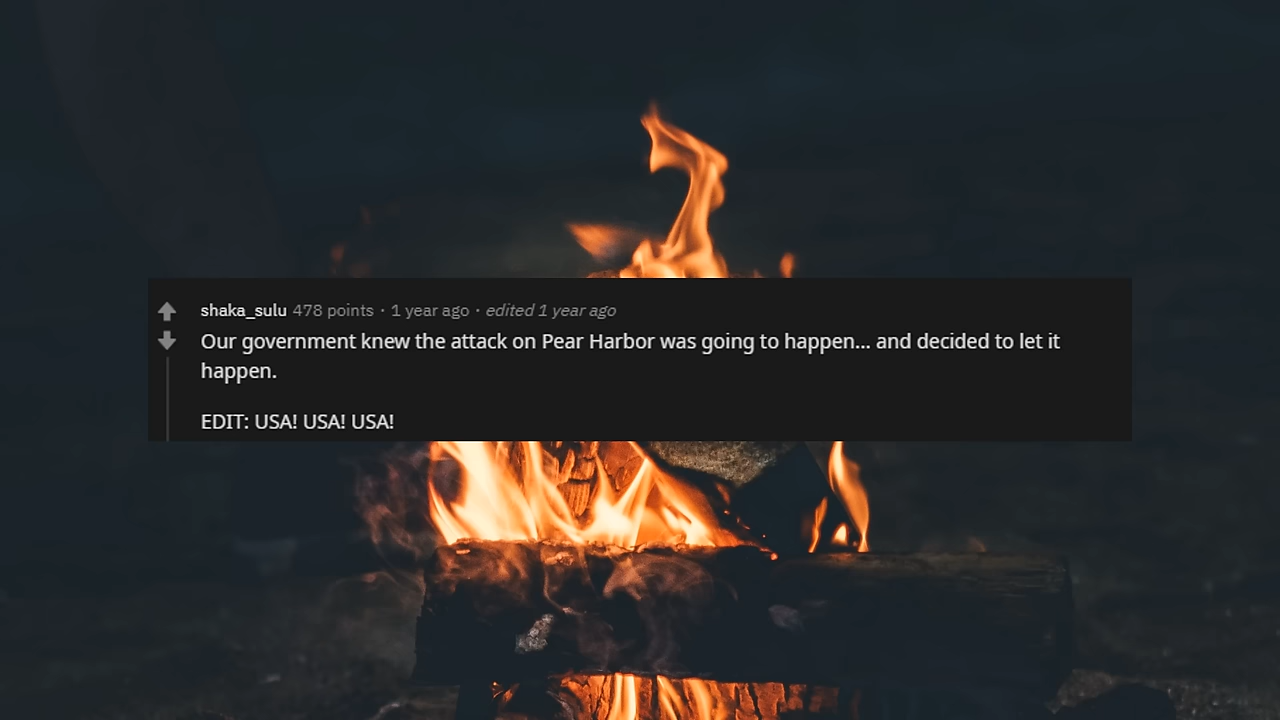 shaka_sulu 478 points · 1 year ago · edited 1 year ago
Our government knew the attack on Pear Harbor was going to happen... and decided to let it
happen.
EDIT: USA! USA! USA!